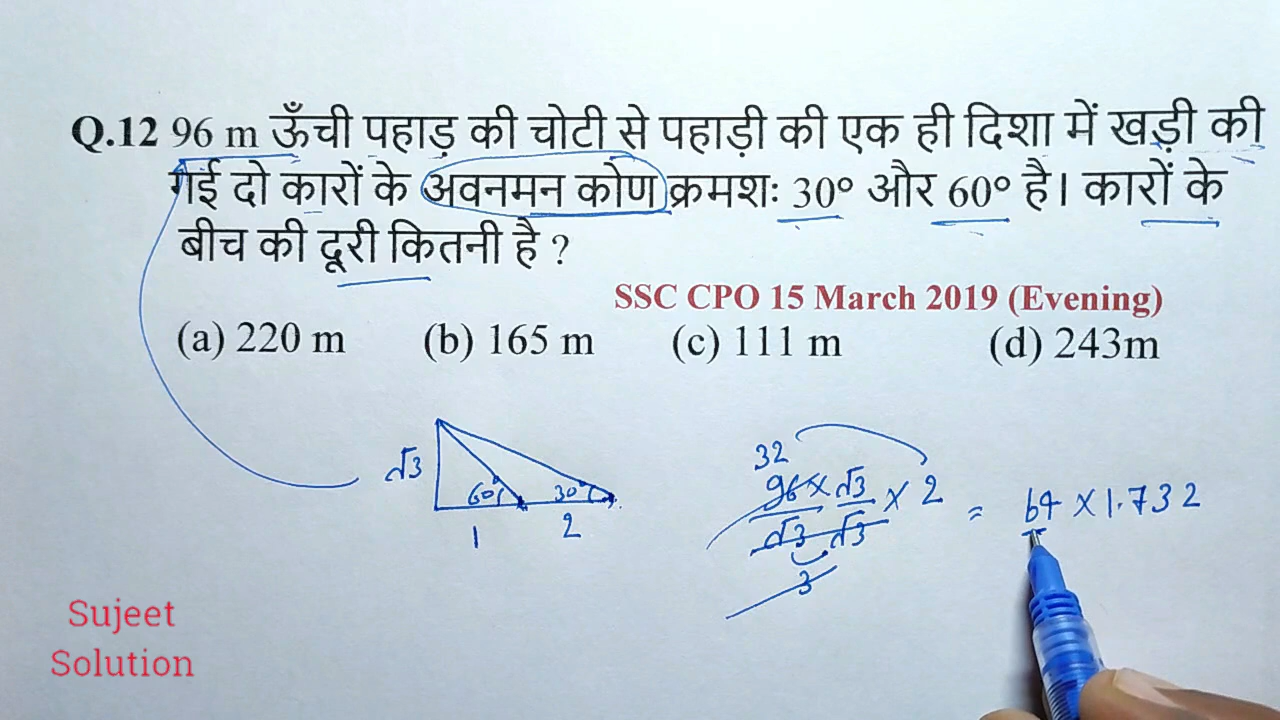 Q.12 96 m ऊँची पहाड़ की चोटी से पहाड़ी की एक ही दिशा में खड़ी की
गई दो कारों के अवनमन कोण क्रमशः 30° और 60° है। कारों के
बीच की दूरी कितनी है ?
SSC CPO 15 March 2019 (Evening)
(a) 220 m (b) 165 m (c) 111 m (d) 243m
√3 60° 30°
1 2
32
96 × √3 × 2 = 64 × 1.732
√3 √3
3
Sujeet
Solution